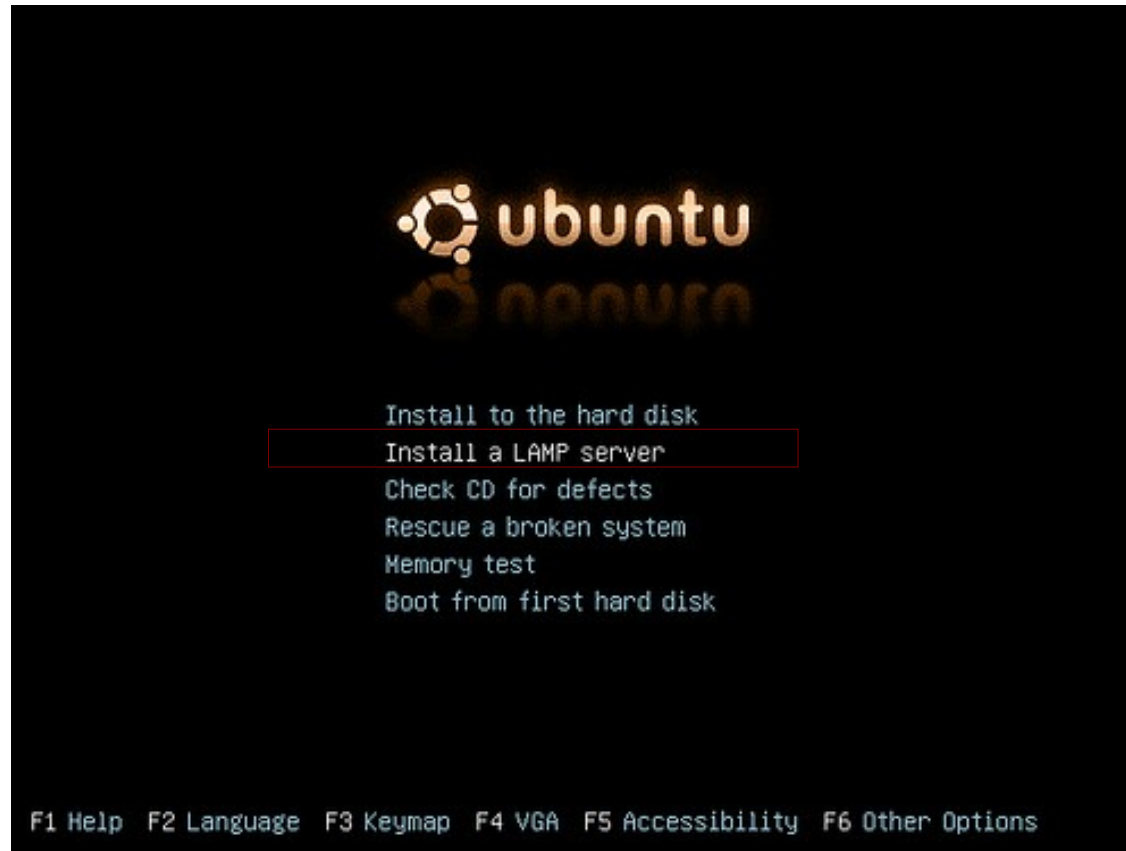 ubuntu
Install to the hard disk
Install a LAMP server
Check CD for defects
Rescue a broken system
Memory test
Boot from first hard disk
F1 Help F2 Language F3 Keymap F4 VGA F5 Accessibility F6 Other Options